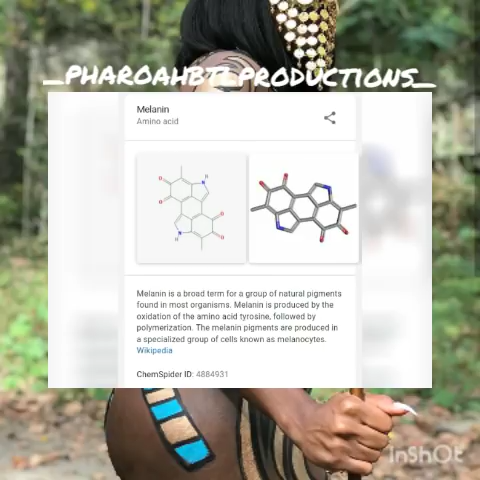 _PHAROAHBTZ PRODUCTIONS_
Melanin
Amino acid
Melanin is a broad term for a group of natural pigments
found in most organisms. Melanin is produced by the
oxidation of the amino acid tyrosine, followed by
polymerization. The melanin pigments are produced in
a specialized group of cells known as melanocytes.
Wikipedia
ChemSpider ID: 4884931
InShOt